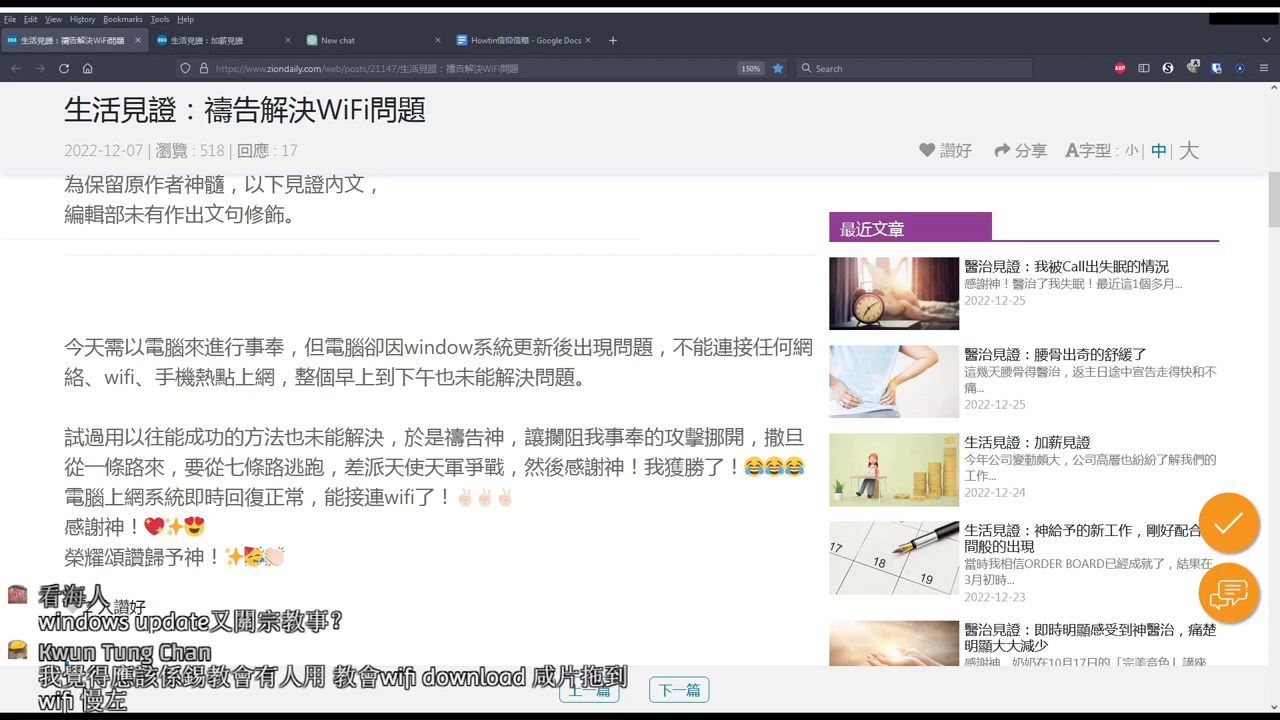 File Edit View History Bookmarks Tools Help
生活見證：禱告解決WiFi問題
生活見證：加薪見證
New chat
Howtin信仰信箱 - Google Docs
https://www.ziondaily.com/web/posts/21147/生活見證：禱告解決WiFi問題
150%
Search
生活見證：禱告解決WiFi問題
2022-12-07 | 瀏覽 : 518 | 回應 : 17
讚好 分享 A字型 : 小 | 中 | 大
為保留原作者神髓，以下見證內文，
編輯部未有作出文句修飾。
今天需以電腦來進行事奉，但電腦卻因window系統更新後出現問題，不能連接任何網
絡、wifi、手機熱點上網，整個早上到下午也未能解決問題。
試過用以往能成功的方法也未能解決，於是禱告神，讓攔阻我事奉的攻擊挪開，撒旦
從一條路來，要從七條路逃跑，差派天使天軍爭戰，然後感謝神！我獲勝了！😂😂😂
電腦上網系統即時回復正常，能接連wifi了！✌🏻✌🏻✌🏻
感謝神！💖✨😍
榮耀頌讚歸予神！✨🥳👏🏻
讚好
最近文章
醫治見證：我被Call出失眠的情況
感謝神！醫治了我失眠！最近這1個多月...
2022-12-25
醫治見證：腰骨出奇的舒緩了
這幾天腰骨得醫治，返主日途中宣告走得快和不
痛...
2022-12-25
生活見證：加薪見證
今年公司變動頗大，公司高層也紛紛了解我們的
工作...
2022-12-24
生活見證：神給予的新工作，剛好配合
間般的出現
當時我相信ORDER BOARD已經成就了，結果在
3月初時...
2022-12-23
醫治見證：即時明顯感受到神醫治，痛楚
明顯大大減少
感謝神，奶奶在10月17日的「完美音色」講座
看海人
windows update又關宗教事?
Kwun Tung Chan
我覺得應該係錫教會有人用 教會wifi download 咸片拖到
wifi 慢左
上一篇
下一篇